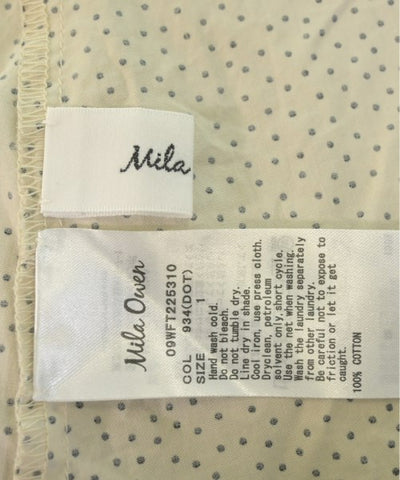 Mila
Mila Owen
09WFT225310
COL 934(DOT)
SIZE 1
Hand wash cold.
Do not bleach.
Do not tumble dry.
Line dry in shade.
Cool iron, use press cloth.
Dryclean, petroleum
solvent only, short cycle.
Use the net when washing.
Wash the laundry separately
from other laundry.
Be careful not to expose to
friction or let it get
caught.
100% COTTON